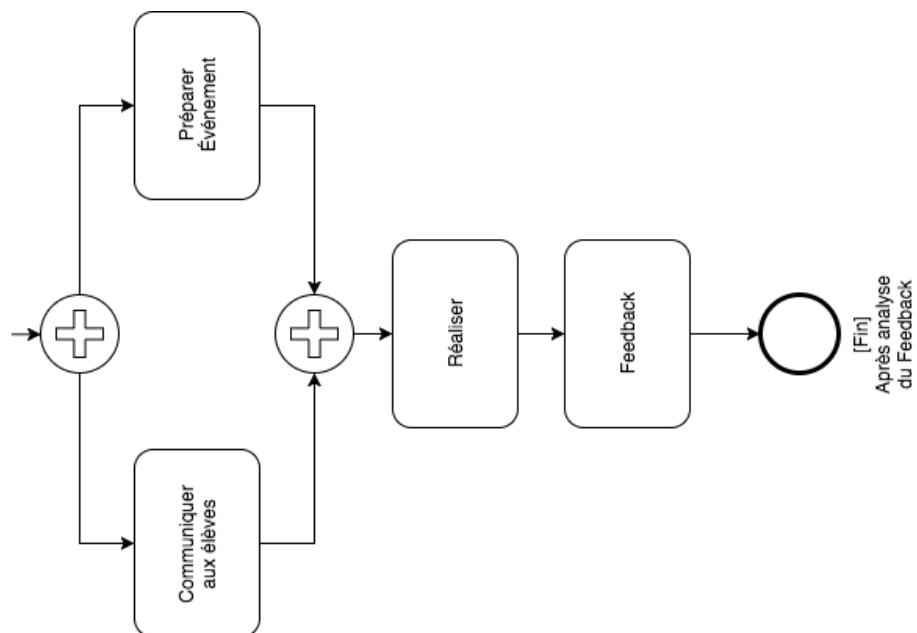 Préparer
Événement
Communiquer
aux élèves
Réaliser
Feedback
[Fin]
Après analyse
du Feedback